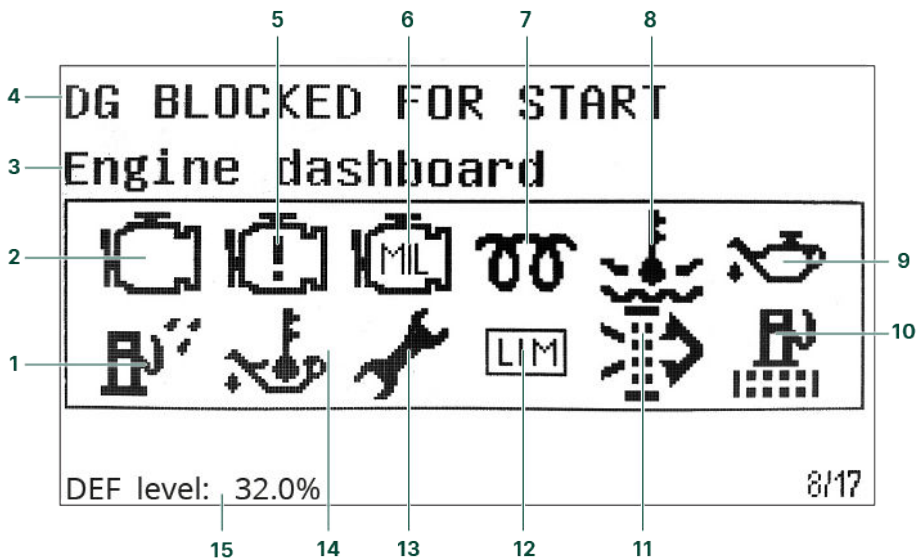 5 6 7 8
4 DG BLOCKED FOR START
3 Engine dashboard
2 MIL 9
1 LIM 10
DEF level: 32.0% 8/17
15 14 13 12 11